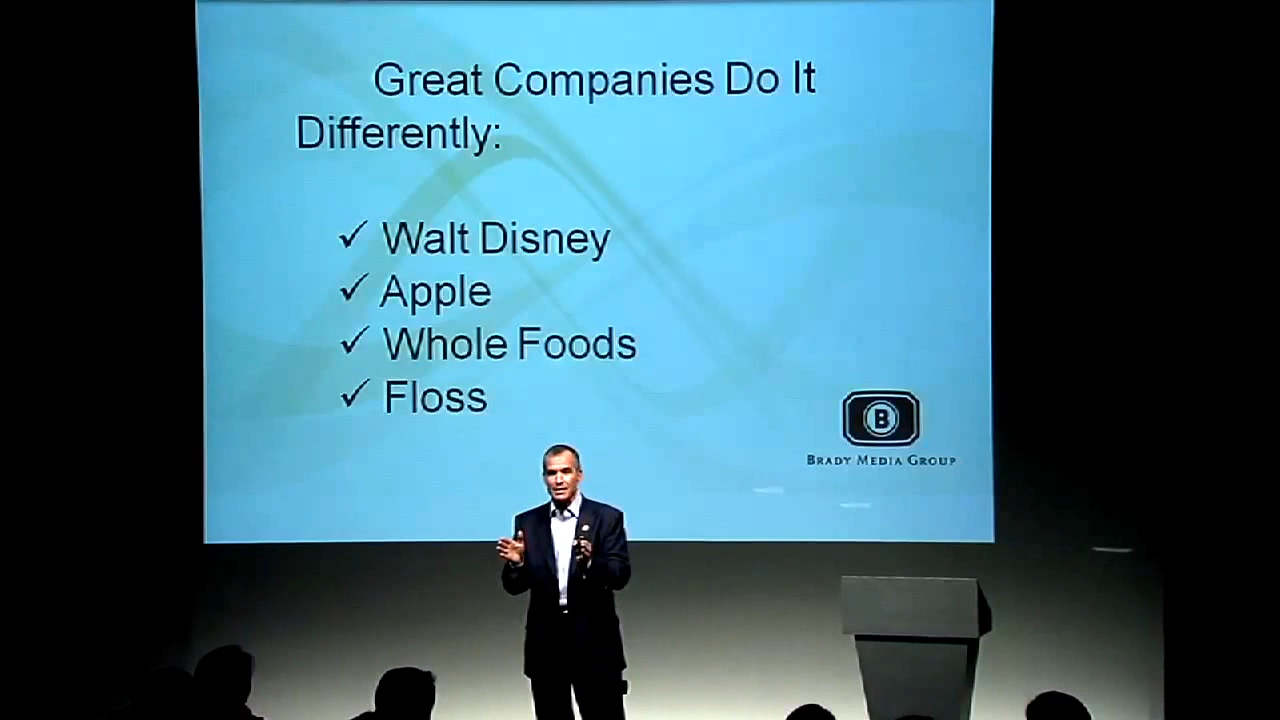 Great Companies Do It
Differently:
✓ Walt Disney
✓ Apple
✓ Whole Foods
✓ Floss
B
BRADY MEDIA GROUP